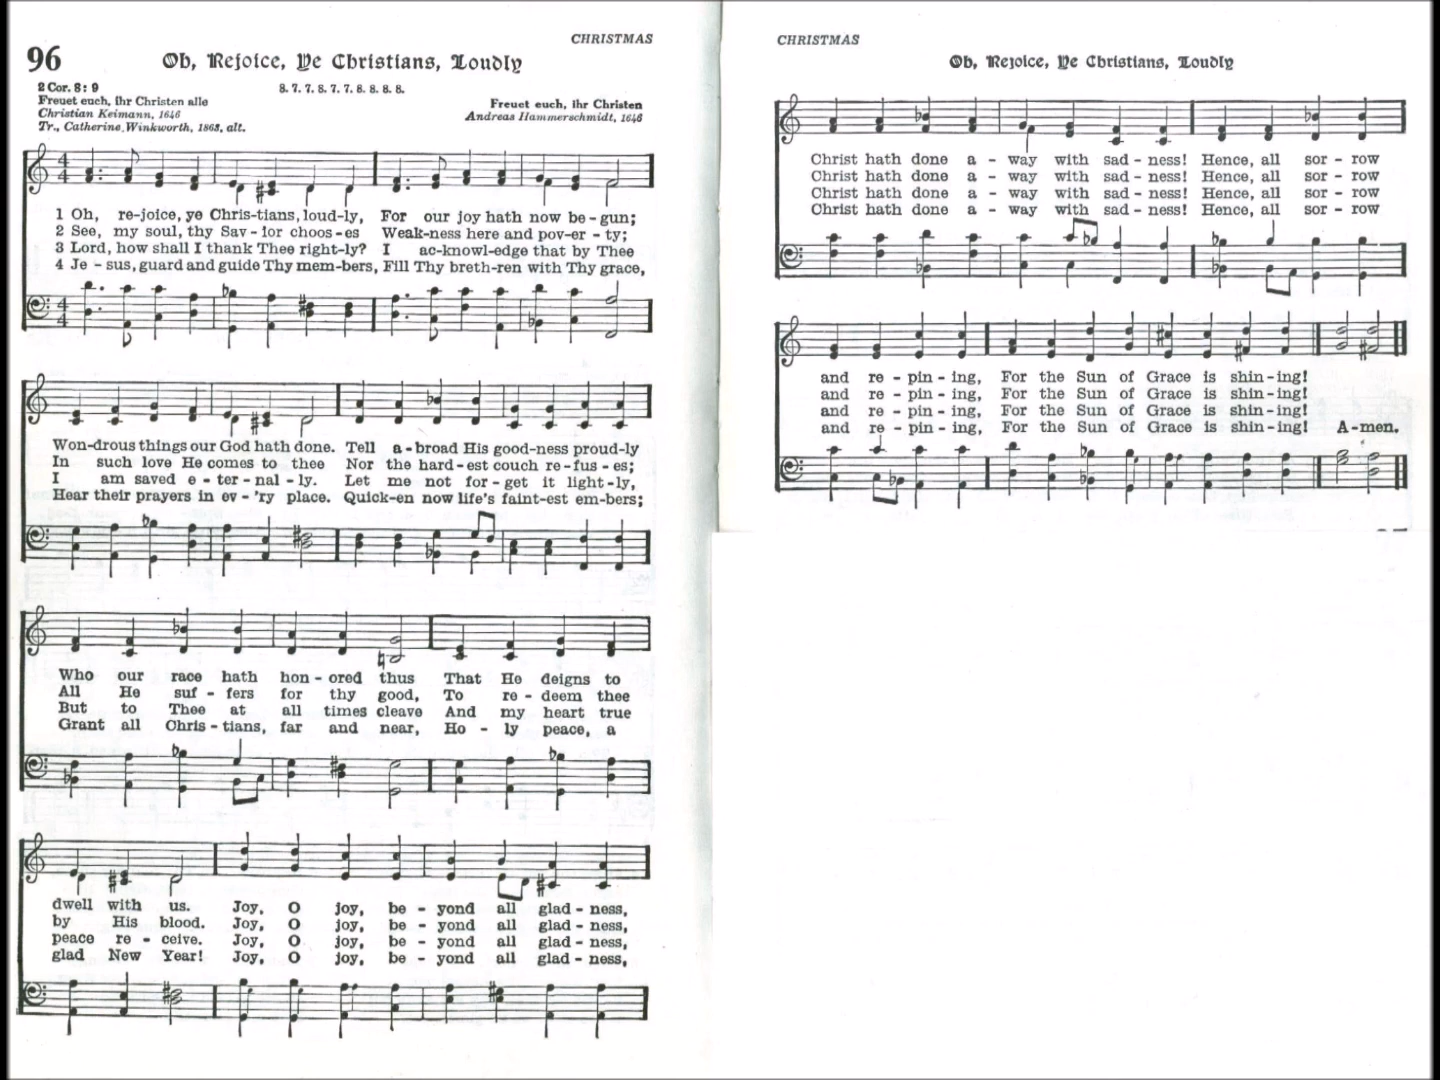 CHRISTMAS
96
Oh, Rejoice, Ye Christians, Loudly
2 Cor. 8: 9
8. 7. 7. 8. 7. 7. 8. 8. 8. 8.
Freuet euch, ihr Christen alle
Freuet euch, ihr Christen
Christian Keimann, 1646
Andreas Hammerschmidt, 1646
Tr., Catherine Winkworth, 1863, alt.
1 Oh, re-joice, ye Chris-tians, loud-ly, For our joy hath now be-gun;
2 See, my soul, thy Sav-ior choos-es Weak-ness here and pov-er-ty;
3 Lord, how shall I thank Thee right-ly? I ac-knowl-edge that by Thee
4 Je-sus, guard and guide Thy mem-bers, Fill Thy breth-ren with Thy grace,
Won-drous things our God hath done. Tell a-broad His good-ness proud-ly
In such love He comes to thee Nor the hard-est couch re-fus-es;
I am saved e-ter-nal-ly. Let me not for-get it light-ly,
Hear their prayers in ev-'ry place. Quick-en now life's faint-est em-bers;
Who our race hath hon-ored thus That He deigns to
All He suf-fers for thy good, To re-deem thee
But to Thee at all times cleave And my heart true
Grant all Chris-tians, far and near, Ho-ly peace, a
dwell with us. Joy, O joy, be-yond all glad-ness,
by His blood. Joy, O joy, be-yond all glad-ness,
peace re-ceive. Joy, O joy, be-yond all glad-ness,
glad New Year! Joy, O joy, be-yond all glad-ness,
CHRISTMAS
Oh, Rejoice, Ye Christians, Loudly
Christ hath done a-way with sad-ness! Hence, all sor-row
Christ hath done a-way with sad-ness! Hence, all sor-row
Christ hath done a-way with sad-ness! Hence, all sor-row
Christ hath done a-way with sad-ness! Hence, all sor-row
and re-pin-ing, For the Sun of Grace is shin-ing!
and re-pin-ing, For the Sun of Grace is shin-ing!
and re-pin-ing, For the Sun of Grace is shin-ing!
and re-pin-ing, For the Sun of Grace is shin-ing! A-men.